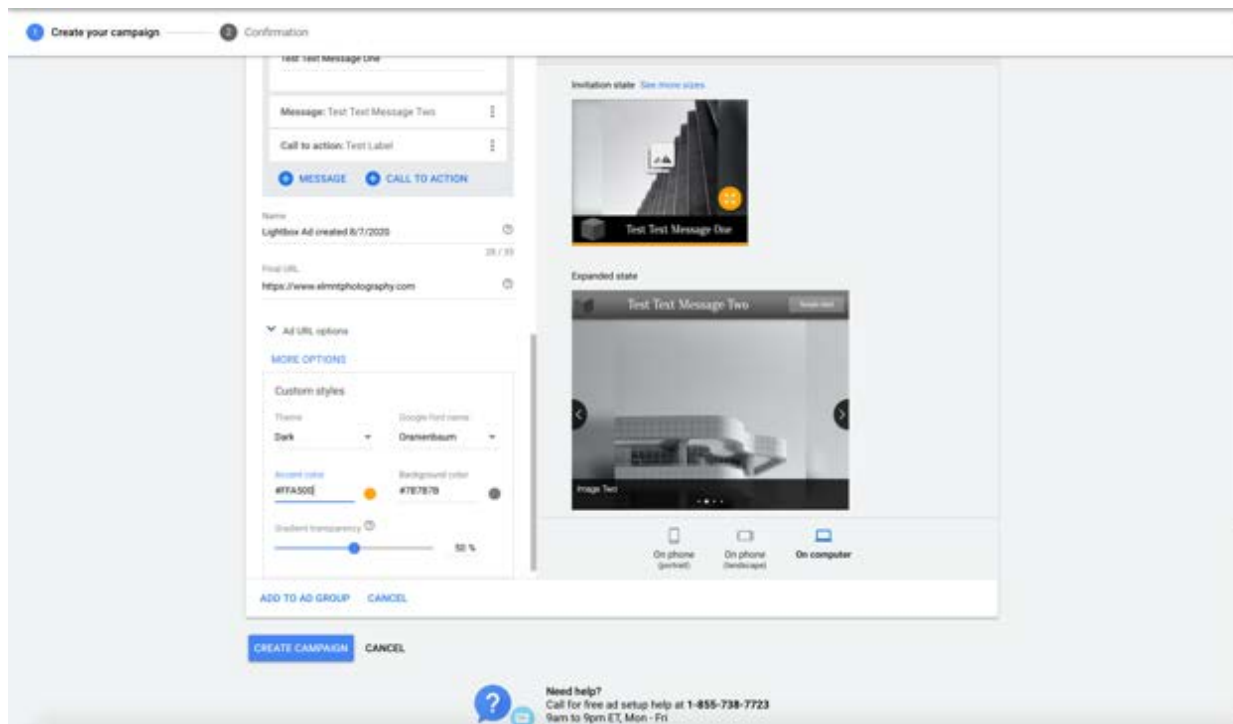 1 Create your campaign
2 Confirmation
Test Text Message One
Message: Test Text Message Two
Call to action: Test Label
MESSAGE
CALL TO ACTION
Name
Lightbox Ad created 8/7/2020
Final URL
https://www.elmntphotography.com
Ad URL options
MORE OPTIONS
Custom styles
Theme
Google Font name
Dark
Oranienbaum
Accent color
Background color
#FFA500
#7B7B7B
Gradient transparency
50 %
ADD TO AD GROUP
CANCEL
Invitation state See more sizes
Test Text Message One
Expanded state
Test Text Message Two
Image Two
On phone
(portrait)
On phone
(landscape)
On computer
CREATE CAMPAIGN
CANCEL
Need help?
Call for free ad setup help at 1-855-738-7723
9am to 9pm ET, Mon - Fri